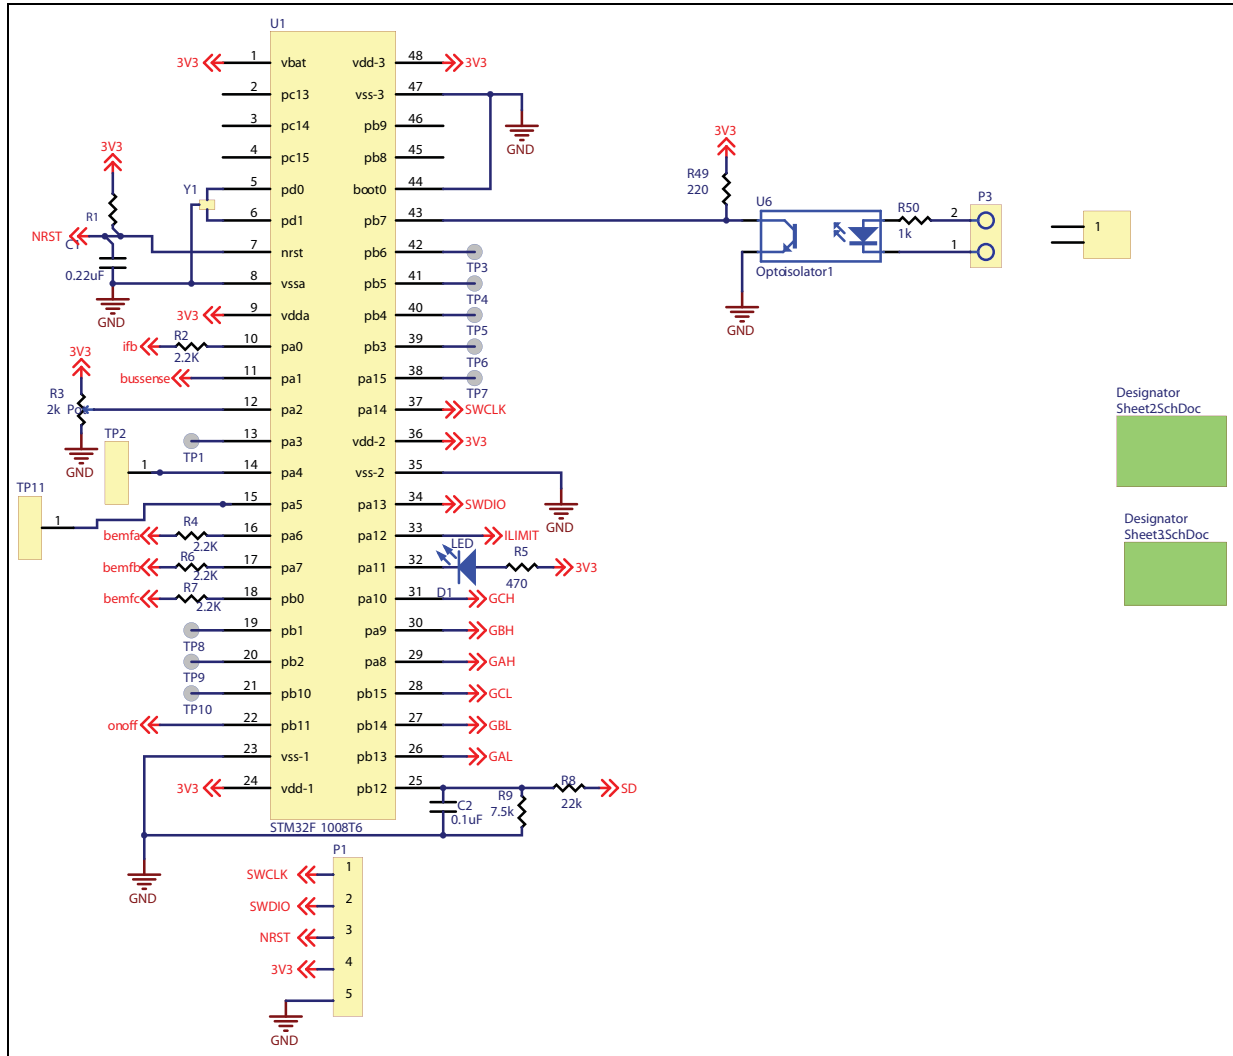 U1
3V3 1 vbat vdd-3 48 3V3
2 pc13 vss-3 47
3 pc14 pb9 46
GND
4 pc15 pb8 45
3V3
3V3
5 pd0 boot0 44
Y1
R49
220
U6
P3
R1
6 pd1 pb7 43
R50
1k
2
1
1
NRST
C1
7 nrst pb6 42
TP3
0.22uF
8 vssa pb5 41
TP4
Optoisolator1
GND
GND
3V3 9 vdda pb4 40
TP5
ifb R2 2.2K 10 pa0 pb3 39
TP6
3V3
bussense 11 pa1 pa15 38
TP7
R3
2k Pot
12 pa2 pa14 37 SWCLK
Designator
Sheet2SchDoc
GND
TP2
TP1
13 pa3 vdd-2 36 3V3
1 14 pa4 vss-2 35
TP11
15 pa5 pa13 34 SWDIO
GND
1
bemfa R4 2.2K 16 pa6 pa12 33 ILIMIT
Designator
Sheet3SchDoc
LED
R5
bemfb R6 2.2K 17 pa7 pa11 32 3V3
470
D1
bemfc R7 2.2K 18 pb0 pa10 31 GCH
19 pb1 pa9 30 GBH
TP8
20 pb2 pa8 29 GAH
TP9
21 pb10 pb15 28 GCL
TP10
onoff 22 pb11 pb14 27 GBL
23 vss-1 pb13 26 GAL
3V3 24 vdd-1 pb12 25
R8
22k
SD
R9
7.5k
C2
0.1uF
STM32F 1008T6
GND
P1
SWCLK 1
SWDIO 2
NRST 3
3V3 4
5
GND